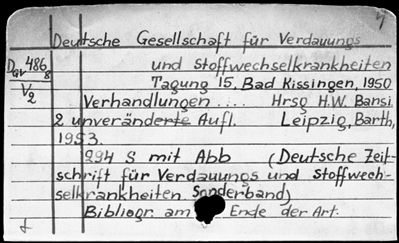 Deutsche Gesellschaft für Verdauungs
und Stoffwechselkrankheiten
Tagung 15, Bad Kissingen, 1950
Verhandlungen .... Hrsg H.W. Bansi.
2 unveränderte Aufl. Leipzig, Barth,
1953.
294 S mit Abb (Deutsche Zeit-
schrift für Verdauungs und Stoffwech-
selkrankheiten Sonderband)
Bibliogr. am Ende der Art.
486
8
V2